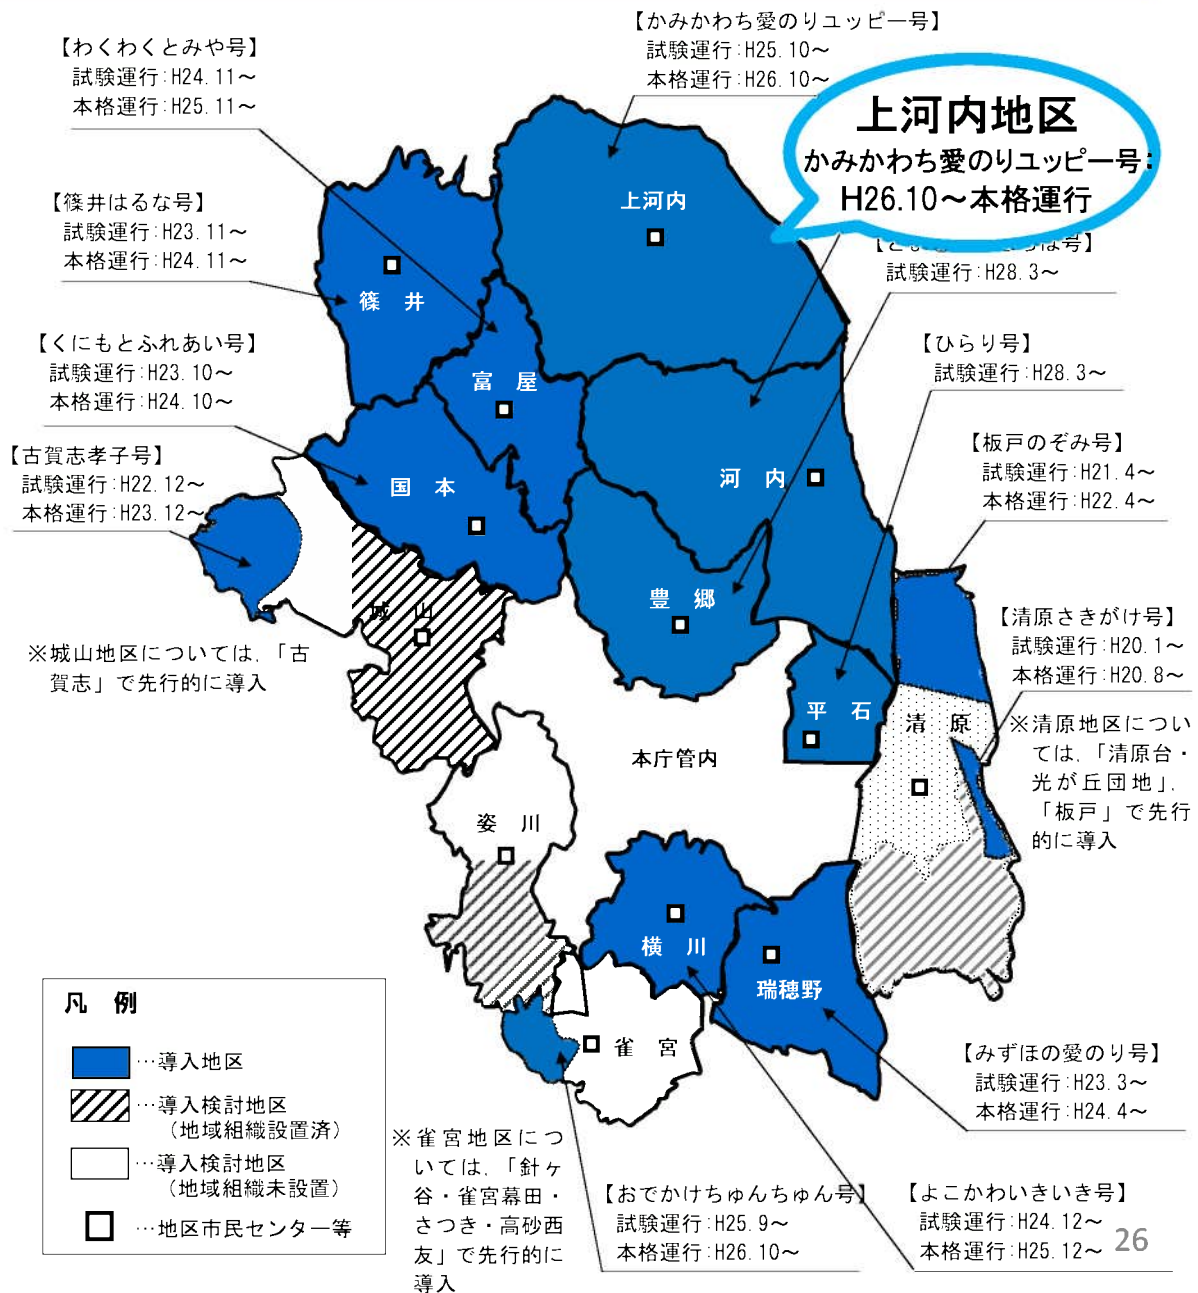 【わくわくとみや号】
試験運行:H24.11～
本格運行:H25.11～
【かみかわち愛のりユッピー号】
試験運行:H25.10～
本格運行:H26.10～
上河内地区
かみかわち愛のりユッピー号:
H26.10～本格運行
【篠井はるな号】
試験運行:H23.11～
本格運行:H24.11～
号】
試験運行:H28.3～
【くにもとふれあい号】
試験運行:H23.10～
本格運行:H24.10～
【ひらり号】
試験運行:H28.3～
【古賀志孝子号】
試験運行:H22.12～
本格運行:H23.12～
【板戸のぞみ号】
試験運行:H21.4～
本格運行:H22.4～
【清原さきがけ号】
試験運行:H20.1～
本格運行:H20.8～
※城山地区については,「古
賀志」で先行的に導入
※清原地区につい
ては,「清原台・
光が丘団地」,
「板戸」で先行
的に導入
上河内
篠 井
富 屋
国 本
河 内
城 山
豊 郷
平 石
清 原
本庁管内
姿 川
横 川
瑞穂野
雀 宮
凡 例
…導入地区
…導入検討地区
(地域組織設置済)
…導入検討地区
(地域組織未設置)
…地区市民センター等
※雀宮地区につ
いては,「針ヶ
谷・雀宮幕田・
さつき・高砂西
友」で先行的に
導入
【みずほの愛のり号】
試験運行:H23.3～
本格運行:H24.4～
【おでかけちゅんちゅん号】
試験運行:H25.9～
本格運行:H26.10～
【よこかわいきいき号】
試験運行:H24.12～
本格運行:H25.12～
26